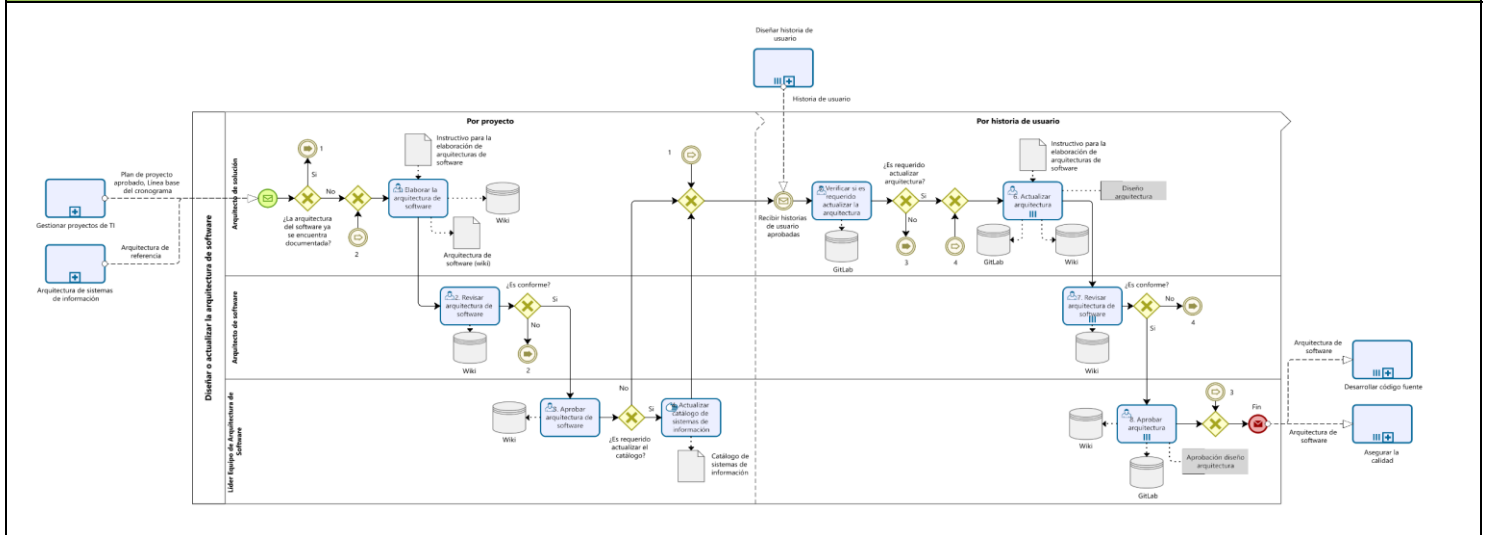 Diseñar historia de
usuario
Historia de usuario
Plan de proyecto
aprobado, Línea base
del cronograma
Gestionar proyectos de TI
Arquitectura de
referencia
Arquitectura de sistemas
de información
Diseñar o actualizar la arquitectura de software
Arquitecto de solución
Arquitecto de software
Líder Equipo de Arquitectura de
Software
Por proyecto
1
Si
No
¿La arquitectura
del software ya
se encuentra
documentada?
2
Instructivo para la
elaboración de
arquitecturas de
software
Elaborar la
arquitectura de
software
Wiki
Arquitectura de
software (wiki)
2. Revisar
arquitectura de
software
Wiki
¿Es conforme?
Si
No
2
3. Aprobar
arquitectura de
software
Wiki
No
Si
¿Es requerido
actualizar el
catálogo?
Actualizar
catálogo de
sistemas de
información
Catálogo de
sistemas de
información
1
Por historia de usuario
Recibir historias
de usuario
aprobadas
Verificar si es
requerido
actualizar la
arquitectura
GitLab
¿Es requerido
actualizar
arquitectura?
Si
No
3
4
Instructivo para la
elaboración de
arquitecturas de
software
6. Actualizar
arquitectura
Diseño
arquitectura
GitLab
Wiki
7. Revisar
arquitectura de
software
Wiki
¿Es conforme?
No
Si
4
8. Aprobar
arquitectura
Wiki
GitLab
Aprobación diseño
arquitectura
3
Fin
Arquitectura de
software
Desarrollar código fuente
Arquitectura de
software
Asegurar la
calidad